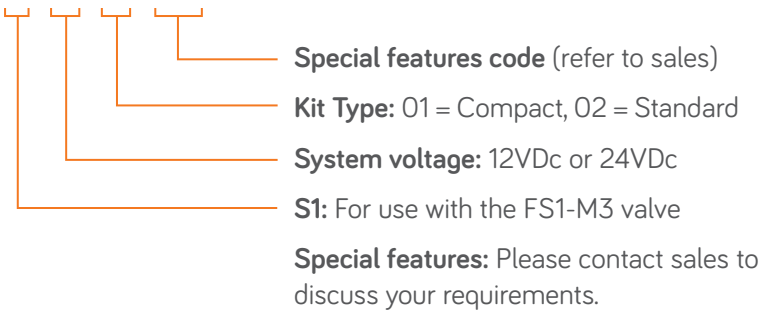 Special features code (refer to sales)
Kit Type: 01 = Compact, 02 = Standard
System voltage: 12VDc or 24VDc
S1: For use with the FS1-M3 valve
Special features: Please contact sales to
discuss your requirements.